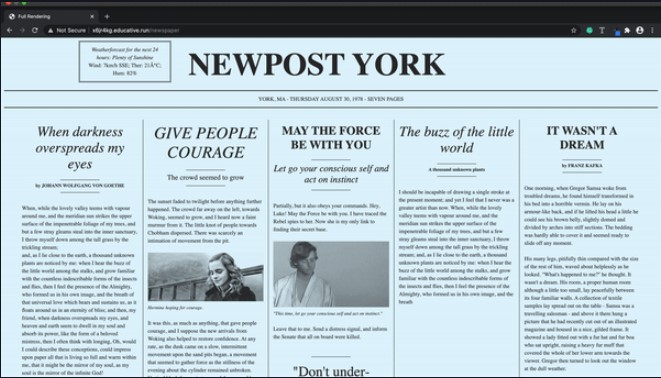 Full Rendering
Not Secure
x6jr4kg.educative.run/newspaper
Weatherforcast for the next 24
hours: Plenty of Sunshine
Wind: 7km/h SSE; Ther: 21°C;
Hum: 82%
NEWPOST YORK
YORK, MA - THURSDAY AUGUST 30, 1978 - SEVEN PAGES
When darkness
overspreads my
eyes
by JOHANN WOLFGANG VON GOETHE
When, while the lovely valley teems with vapour
around me, and the meridian sun strikes the upper
surface of the impenetrable foliage of my trees, and
but a few stray gleams steal into the inner sanctuary,
I throw myself down among the tall grass by the
trickling stream;
and, as I lie close to the earth, a thousand unknown
plants are noticed by me: when I hear the buzz of
the little world among the stalks, and grow familiar
with the countless indescribable forms of the insects
and flies, then I feel the presence of the Almighty,
who formed us in his own image, and the breath of
that universal love which bears and sustains us, as it
floats around us in an eternity of bliss; and then, my
friend, when darkness overspreads my eyes, and
heaven and earth seem to dwell in my soul and
absorb its power, like the form of a beloved
mistress, then I often think with longing, Oh, would
I could describe these conceptions, could impress
upon paper all that is living so full and warm within
me, that it might be the mirror of my soul, as my
soul is the mirror of the infinite God!
GIVE PEOPLE
COURAGE
The crowd seemed to grow
The sunset faded to twilight before anything further
happened. The crowd far away on the left, towards
Woking, seemed to grow, and I heard now a faint
murmur from it. The little knot of people towards
Chobham dispersed. There was scarcely an
intimation of movement from the pit.
Hermine hoping for courage.
It was this, as much as anything, that gave people
courage, and I suppose the new arrivals from
Woking also helped to restore confidence. At any
rate, as the dusk came on a slow, intermittent
movement upon the sand pits began, a movement
that seemed to gather force as the stillness of the
evening about the cylinder remained unbroken.
MAY THE FORCE
BE WITH YOU
Let go your conscious self and
act on instinct
Partially, but it also obeys your commands. Hey,
Luke! May the Force be with you. I have traced the
Rebel spies to her. Now she is my only link to
finding their secret base.
"This time, let go your conscious self and act on instinct."
Leave that to me. Send a distress signal, and inform
the Senate that all on board were killed.
"Don't under-
The buzz of the little
world
A thousand unknown plants
I should be incapable of drawing a single stroke at
the present moment; and yet I feel that I never was a
greater artist than now. When, while the lovely
valley teems with vapour around me, and the
meridian sun strikes the upper surface of the
impenetrable foliage of my trees, and but a few stray
gleams steal into the inner sanctuary, I throw myself
down among the tall grass by the trickling stream;
and, as I lie close to the earth, a thousand unknown
plants are noticed by me: when I hear the buzz of
the little world among the stalks, and grow familiar
with the countless indescribable forms of the
insects and flies, then I feel the presence of the
Almighty, who formed us in his own image, and the
breath
IT WASN'T A
DREAM
by FRANZ KAFKA
One morning, when Gregor Samsa woke from
troubled dreams, he found himself transformed in
his bed into a horrible vermin. He lay on his
armour-like back, and if he lifted his head a little he
could see his brown belly, slightly domed and
divided by arches into stiff sections. The bedding
was hardly able to cover it and seemed ready to
slide off any moment.
His many legs, pitifully thin compared with the size
of the rest of him, waved about helplessly as he
looked. "What's happened to me?" he thought. It
wasn't a dream. His room, a proper human room
although a little too small, lay peacefully between
its four familiar walls. A collection of textile
samples lay spread out on the table - Samsa was a
travelling salesman - and above it there hung a
picture that he had recently cut out of an illustrated
magazine and housed in a nice, gilded frame. It
showed a lady fitted out with a fur hat and fur boa
who sat upright, raising a heavy fur muff that
covered the whole of her lower arm towards the
viewer. Gregor then turned to look out the window
at the dull weather.